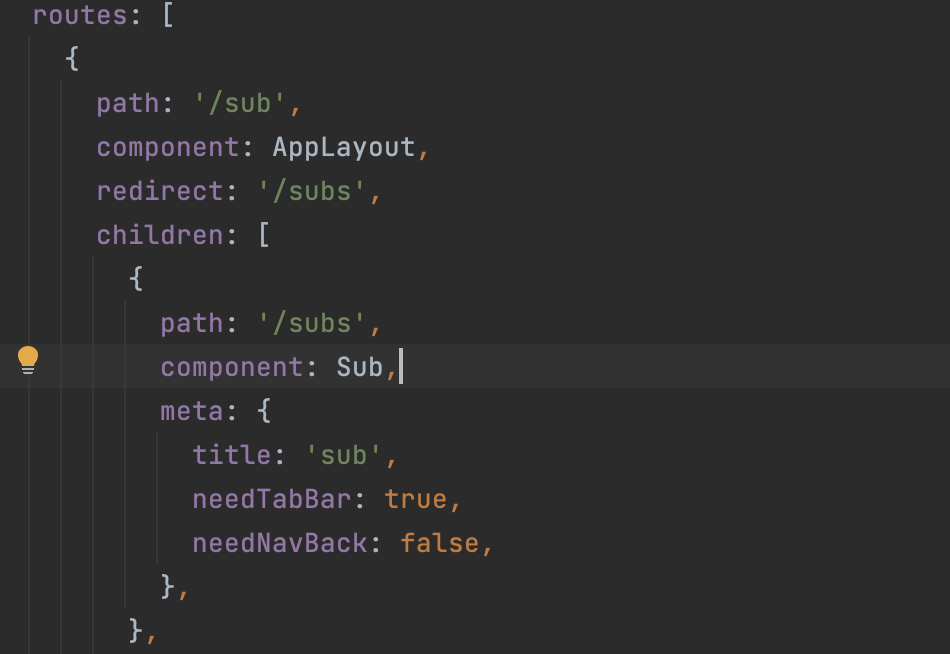 routes: [
{
path: '/sub',
component: AppLayout,
redirect: '/subs',
children: [
{
path: '/subs',
component: Sub,
meta: {
title: 'sub',
needTabBar: true,
needNavBack: false,
},
},